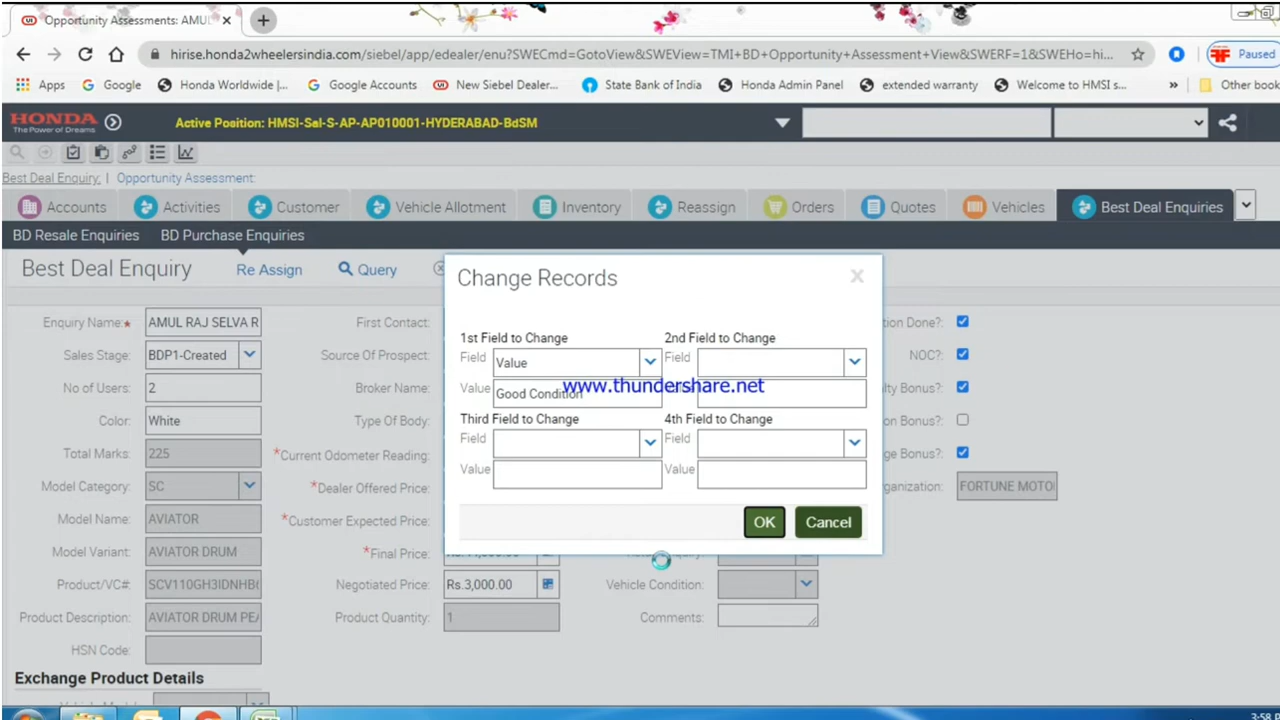 Opportunity Assessments: AMUL
hirise.honda2wheelersindia.com/siebel/app/edealer/enu?SWECmd=GotoView&SWEView=TMI+BD+Opportunity+Assessment+View&SWERF=1&SWEHo=hi...
Paused
Apps
Google
Honda Worldwide |...
Google Accounts
New Siebel Dealer...
State Bank of India
Honda Admin Panel
extended warranty
Welcome to HMSI s...
»
Other book
HONDA
The Power of Dreams
Active Position: HMSI-Sal-S-AP-AP010001-HYDERABAD-BdSM
Best Deal Enquiry:
Opportunity Assessment:
Accounts
Activities
Customer
Vehicle Allotment
Inventory
Reassign
Orders
Quotes
Vehicles
Best Deal Enquiries
BD Resale Enquiries
BD Purchase Enquiries
Best Deal Enquiry
Re Assign
Query
Change Records
1st Field to Change
2nd Field to Change
Field
Value
Field
Value
Good Condition
www.thundershare.net
Third Field to Change
4th Field to Change
Field
Field
Value
Value
OK
Cancel
Enquiry Name:*
AMUL RAJ SELVA R
First Contact:
Sales Stage:
BDP1-Created
Source Of Prospect:
NOC?:
No of Users:
2
Broker Name:
Bonus?:
Color:
White
Type Of Body:
Bonus?:
Total Marks:
225
*Current Odometer Reading:
Bonus?:
Model Category:
SC
*Dealer Offered Price:
FORTUNE MOTO
Model Name:
AVIATOR
*Customer Expected Price:
Model Variant:
AVIATOR DRUM
*Final Price:
Product/VC#:
SCV110GH3IDNHB
Negotiated Price:
Rs.3,000.00
Vehicle Condition:
Product Description:
AVIATOR DRUM PEA
Product Quantity:
1
Comments:
HSN Code:
Exchange Product Details